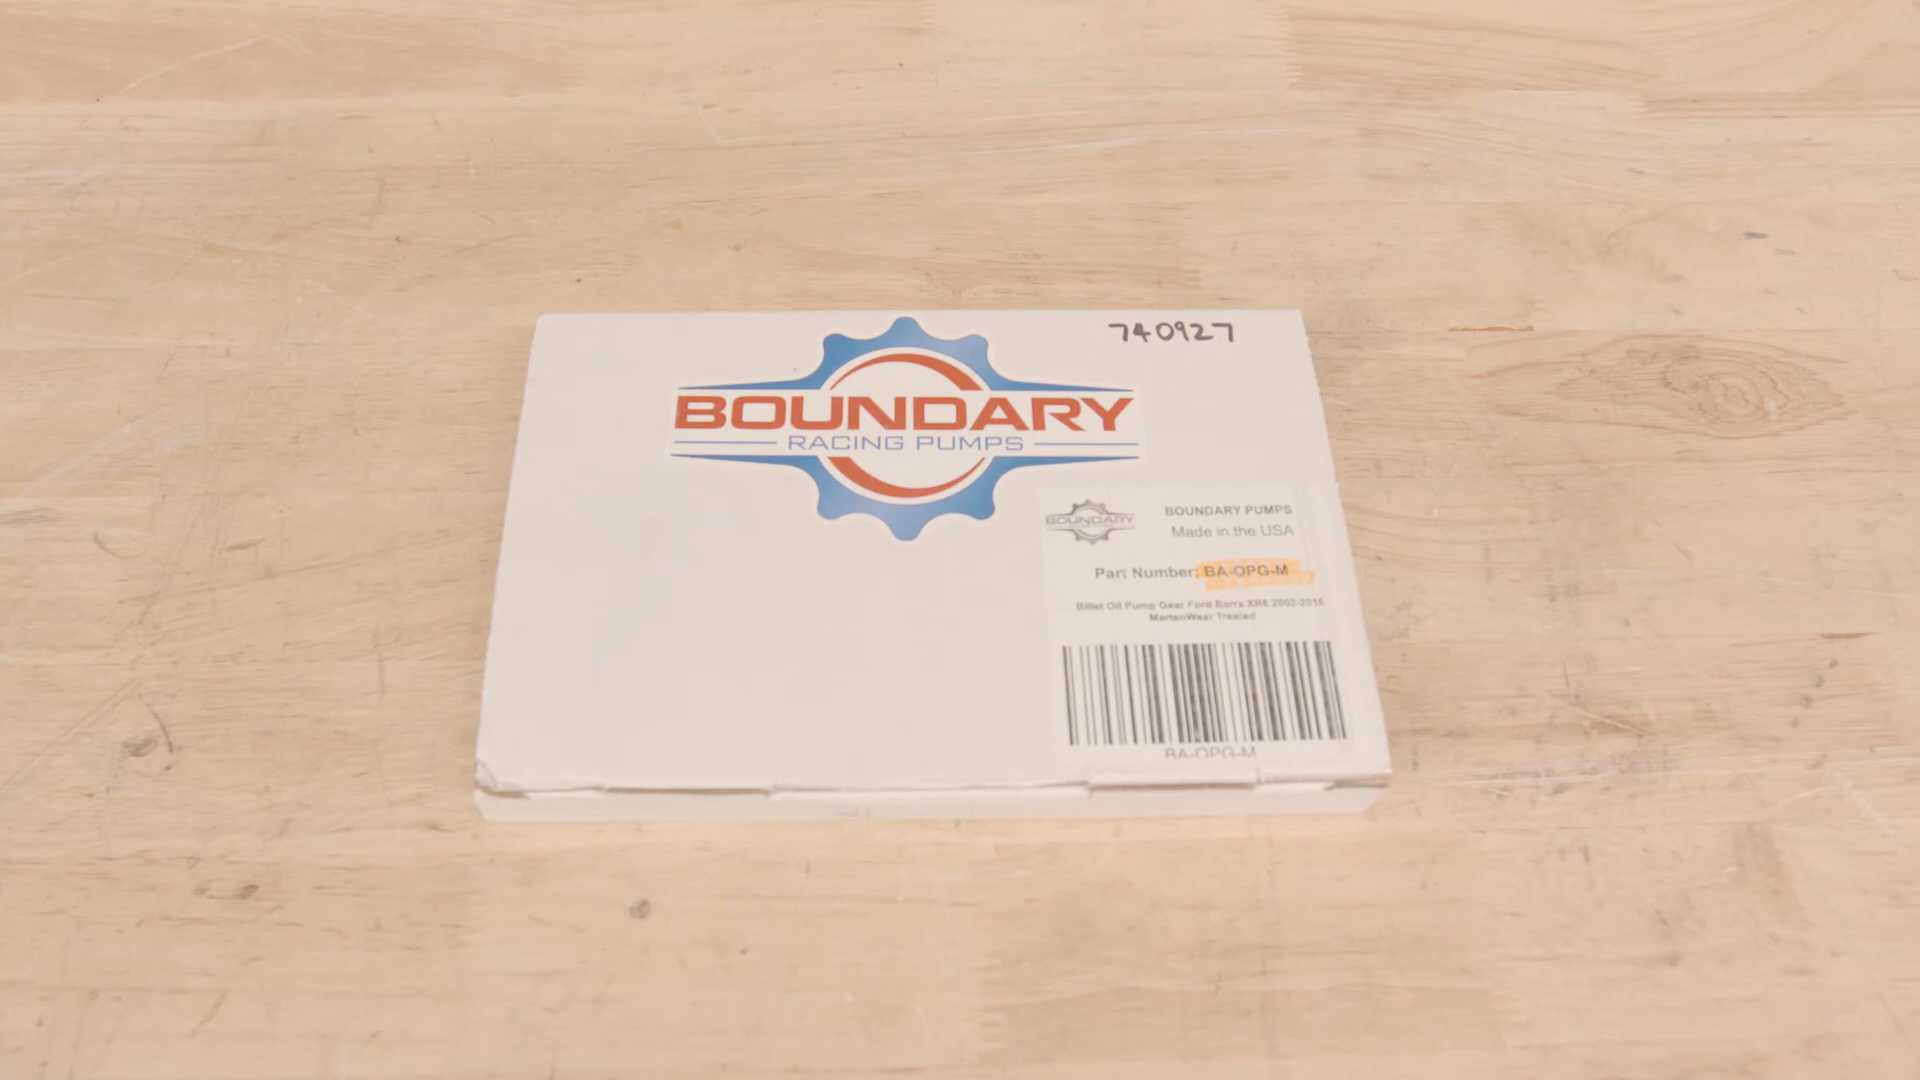 740927
BOUNDARY
RACING PUMPS
BOUNDARY
BOUNDARY PUMPS
Made in the USA
Part Number: BA-OPG-M
Billet Oil Pump Gear Ford Barra XR6 2002-2016
MartenWear Treated
BA-OPG-M